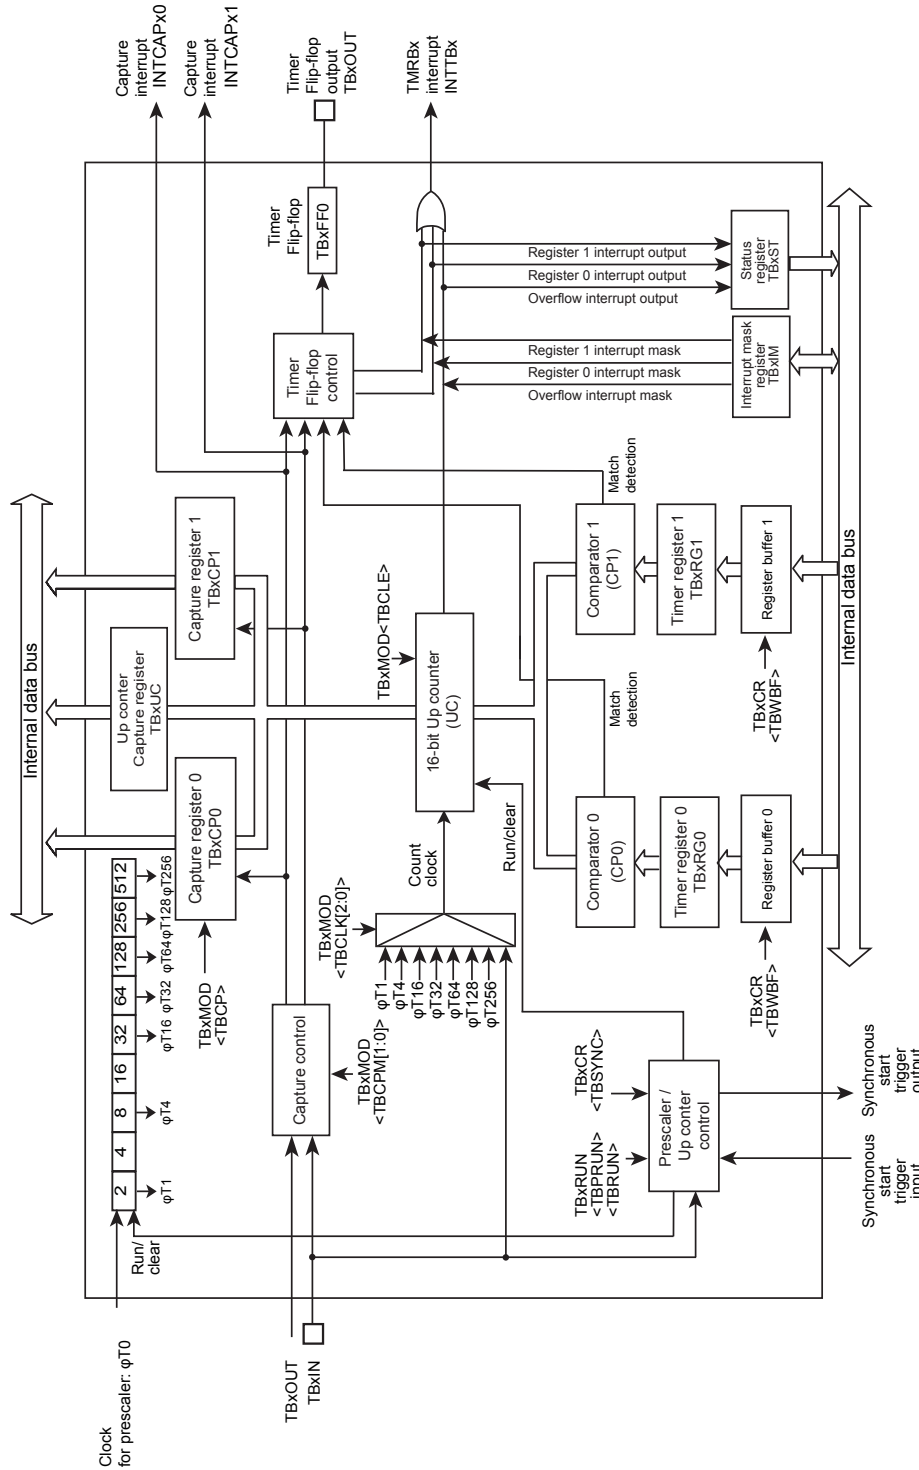 Internal data bus
Clock
for prescaler: φT0
Run/
clear
2
4
8
16
32
64
128
256
512
φT1
φT4
φT16
φT32
φT64
φT128
φT256
TBxMOD
<TBCP>
Capture register 0
TBxCP0
Up conter
Capture register
TBxUC
Capture register 1
TBxCP1
Capture
interrupt
INTCAPx0
Capture
interrupt
INTCAPx1
TBxOUT
TBxIN
Capture control
TBxMOD
<TBCPM[1:0]>
TBxMOD
<TBCLK[2:0]>
φT1
φT4
φT16
φT32
φT64
φT128
φT256
Count
clock
16-bit Up counter
(UC)
TBxMOD<TBCLE>
Run/clear
Timer
Flip-flop
control
Timer
Flip-flop
TBxFF0
Timer
Flip-flop
output
TBxOUT
TMRBx
interrupt
INTTBx
Register 1 interrupt output
Register 0 interrupt output
Overflow interrupt output
Register 1 interrupt mask
Register 0 interrupt mask
Overflow interrupt mask
Status
register
TBxST
Interrupt mask
register
TBxIM
TBxRUN
<TBPRUN>
<TBRUN>
TBxCR
<TBSYNC>
Prescaler /
Up conter
control
Synchronous
start
trigger
input
Synchronous
start
trigger
output
Match
detection
Comparator 0
(CP0)
Timer register 0
TBxRG0
Register buffer 0
TBxCR
<TBWBF>
Match
detection
Comparator 1
(CP1)
Timer register 1
TBxRG1
Register buffer 1
TBxCR
<TBWBF>
Internal data bus